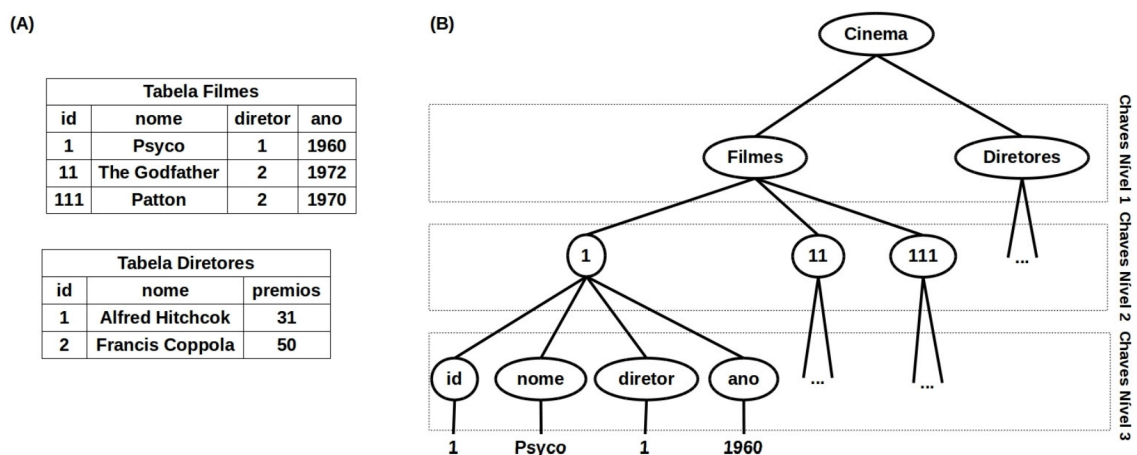 (A)
Tabela Filmes
id nome diretor ano
1 Psyco 1 1960
11 The Godfather 2 1972
111 Patton 2 1970
Tabela Diretores
id nome premios
1 Alfred Hitchcok 31
2 Francis Coppola 50
(B)
Cinema
Filmes Diretores
Chaves Nível 1
1 11 111 ...
Chaves Nível 2
id nome diretor ano ... ...
Chaves Nível 3
1 Psyco 1 1960